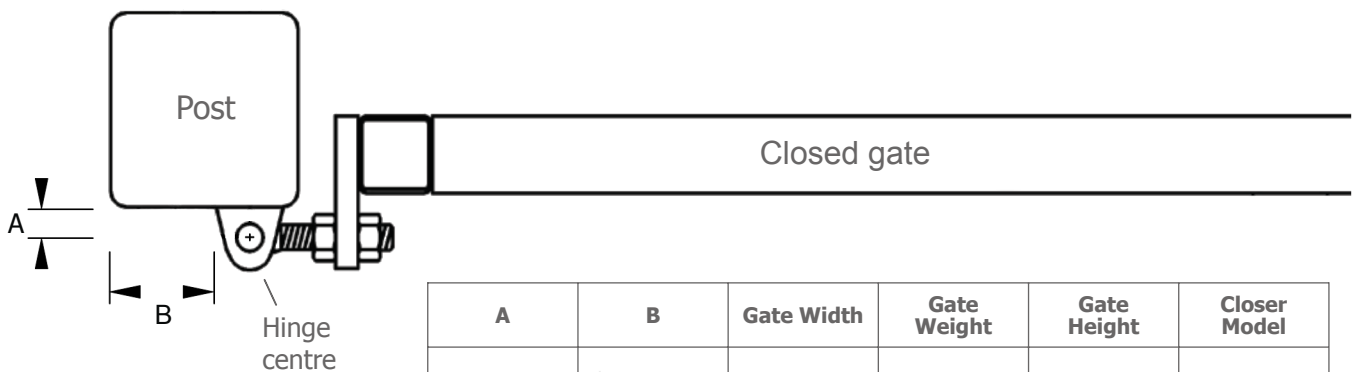 Post
Closed gate
A
B
Hinge
centre
A B Gate Width Gate Weight Gate Height Closer Model